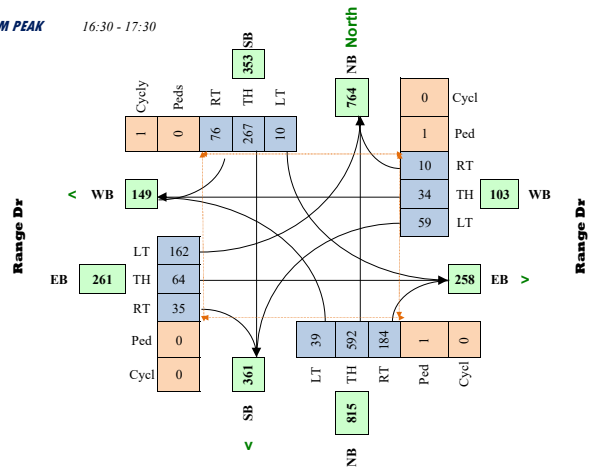 M PEAK
16:30 - 17:30
353 SB
764 NB North
Cycly Peds RT TH LT
1 0 76 267 10
0 Cycl
1 Ped
10 RT
34 TH 103 WB
59 LT
< WB 149
Range Dr
Range Dr
LT 162
EB 261 TH 64
RT 35
Ped 0
Cycl 0
258 EB >
39 592 184 1 0
LT TH RT Ped Cycl
361 SB <
815 NB